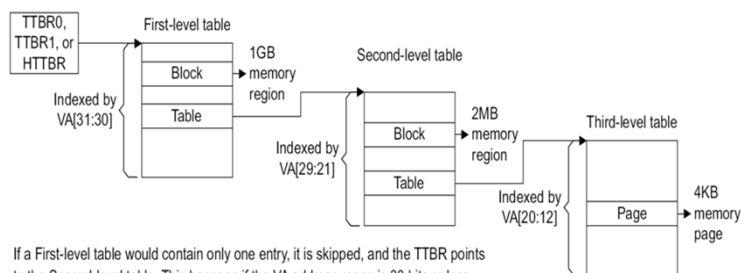 TTBR0,
TTBR1, or
HTTBR
First-level table
Block
1GB
memory
region
Indexed by
VA[31:30]
Table
Second-level table
Block
2MB
memory
region
Indexed by
VA[29:21]
Table
Third-level table
Indexed by
VA[20:12]
Page
4KB
memory
page
If a First-level table would contain only one entry, it is skipped, and the TTBR points